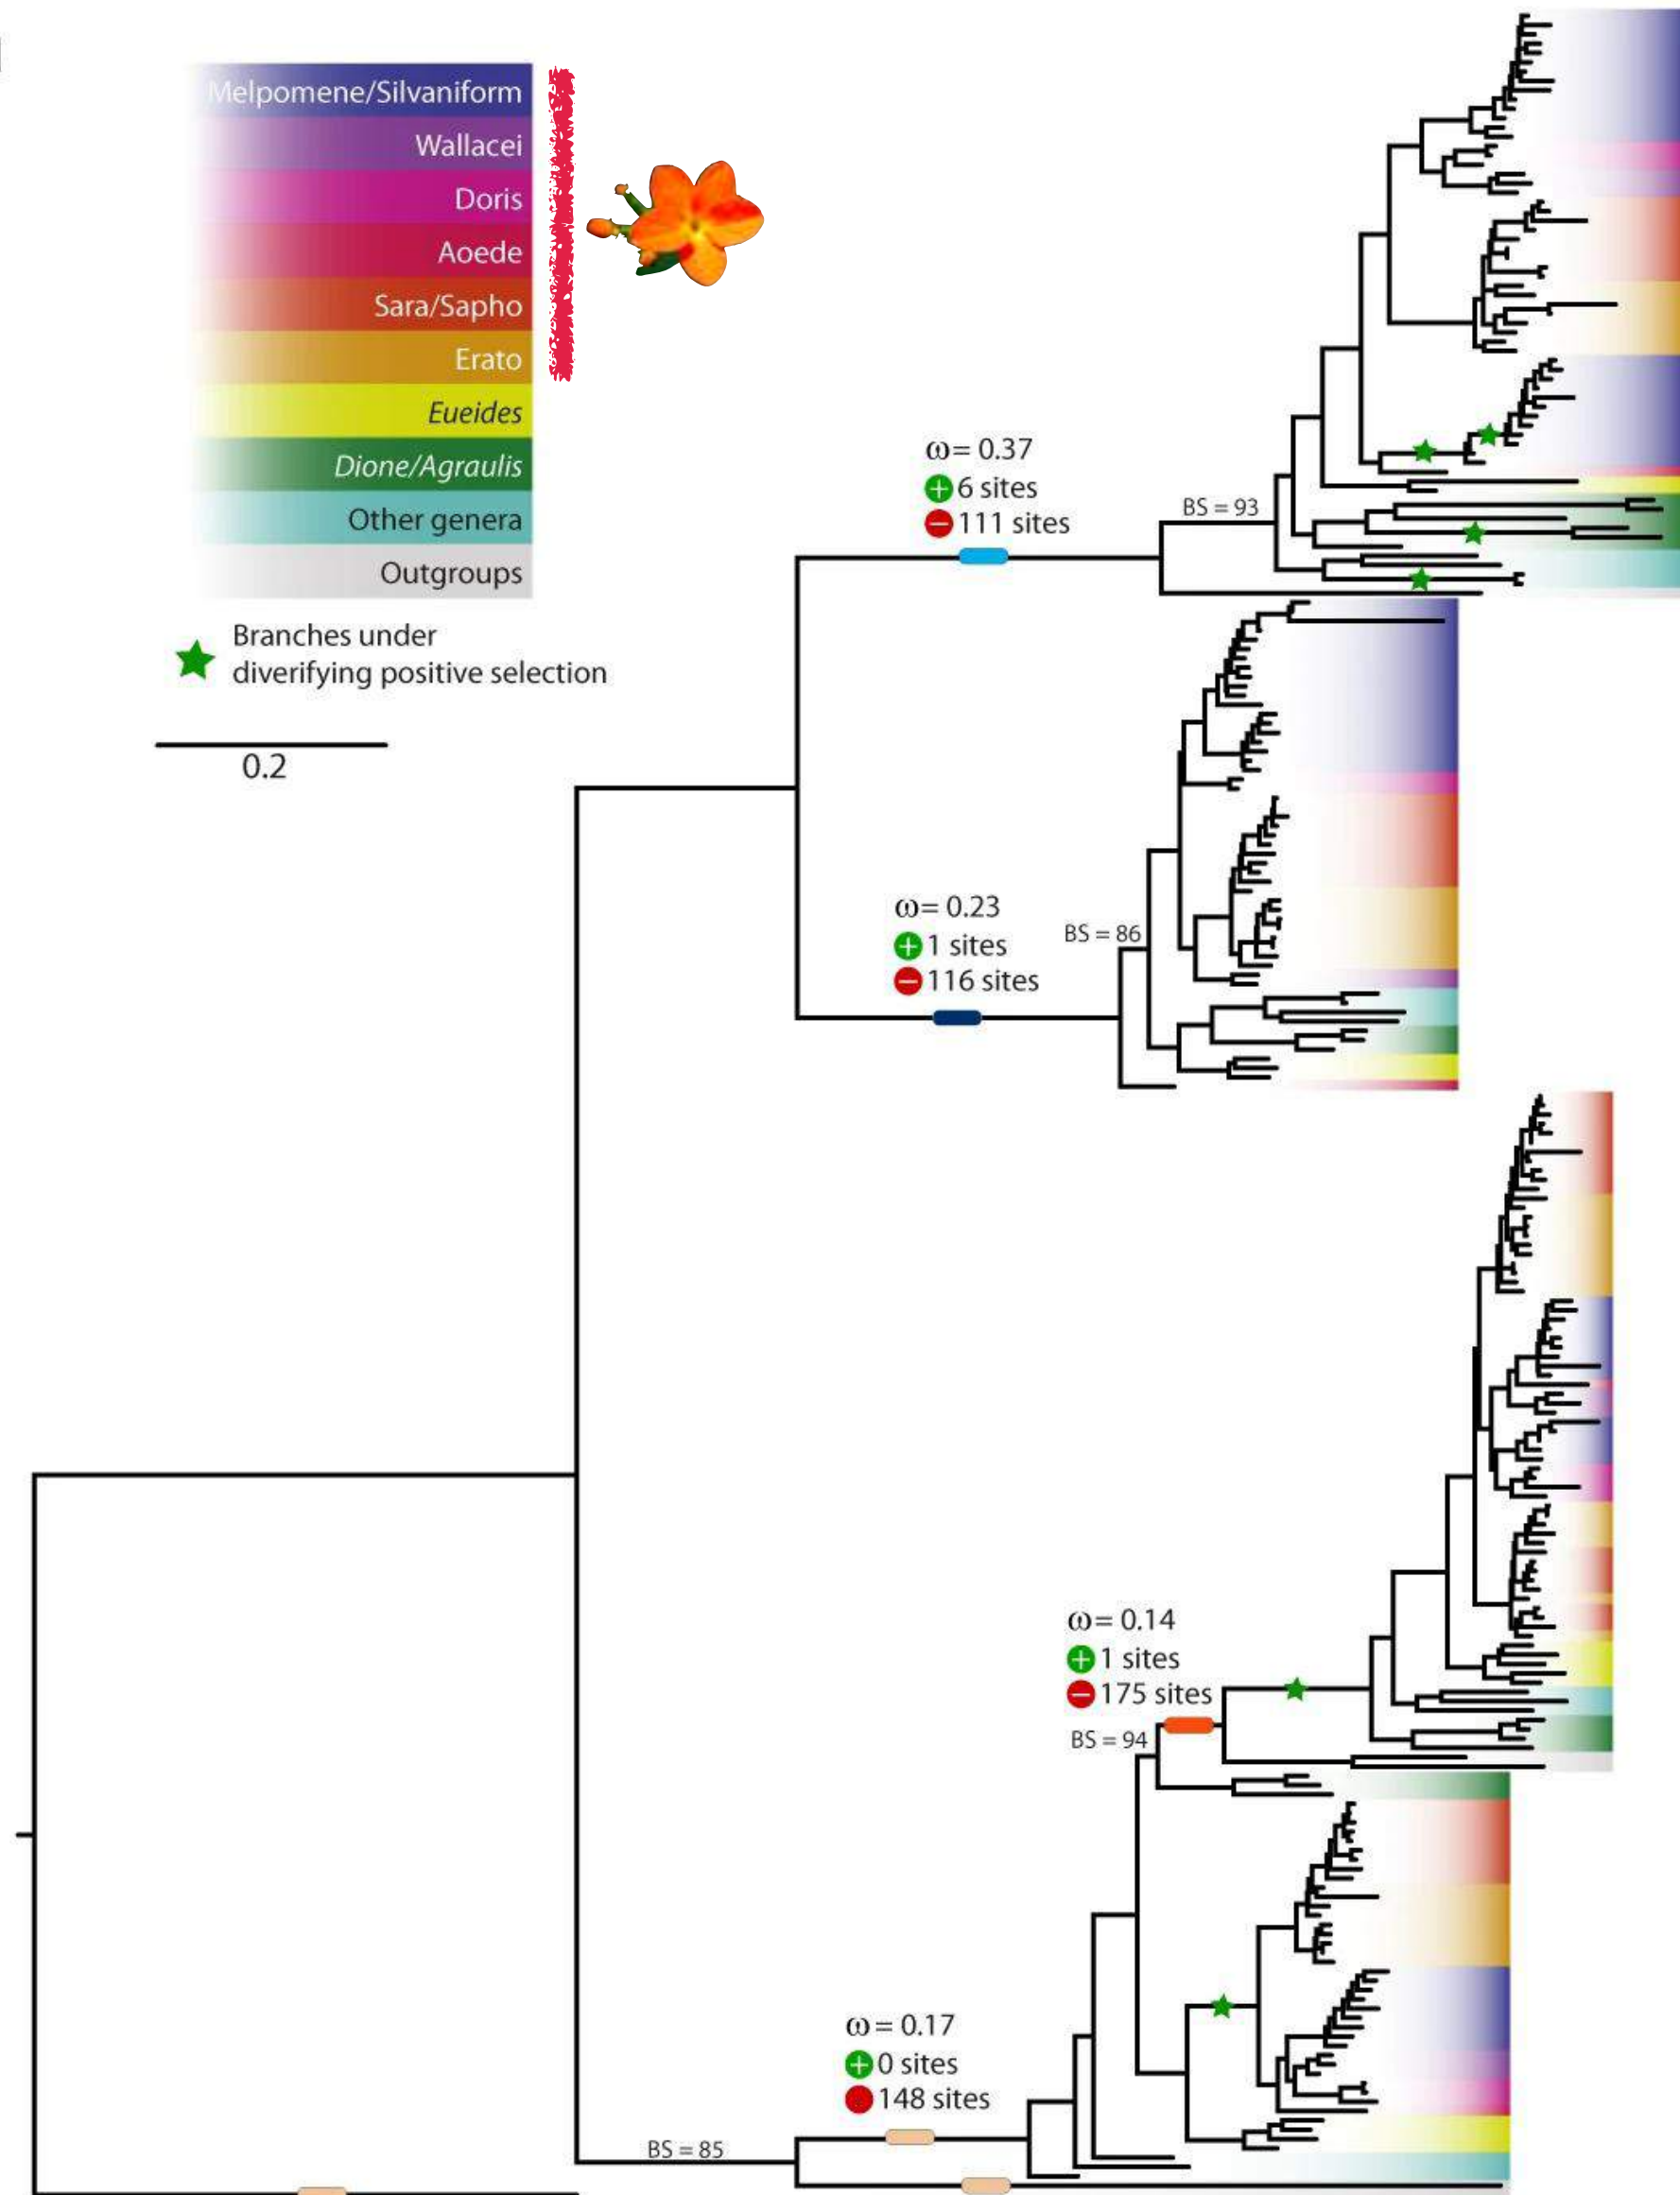 Melpomene/Silvaniform
Wallacei
Doris
Aoede
Sara/Sapho
Erato
Eueides
Dione/Agraulis
Other genera
Outgroups
Branches under
diverifying positive selection
0.2
ω= 0.37
+ 6 sites
− 111 sites
BS = 93
ω= 0.23
+ 1 sites
− 116 sites
BS = 86
ω= 0.14
+ 1 sites
− 175 sites
BS = 94
ω= 0.17
+ 0 sites
148 sites
BS = 85